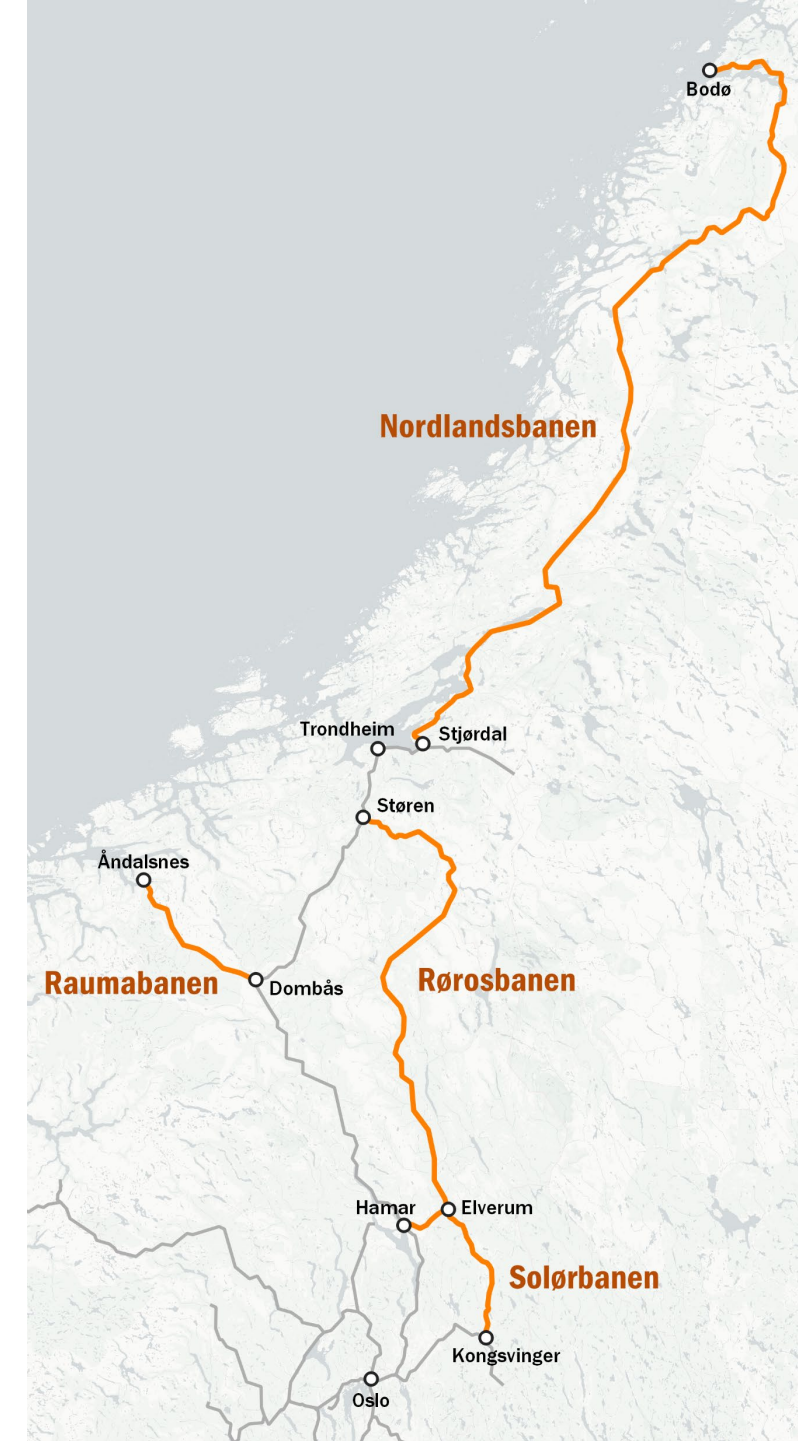 Bodø
Nordlandsbanen
Trondheim
Stjørdal
Støren
Åndalsnes
Raumabanen
Dombås
Rørosbanen
Hamar
Elverum
Solørbanen
Kongsvinger
Oslo